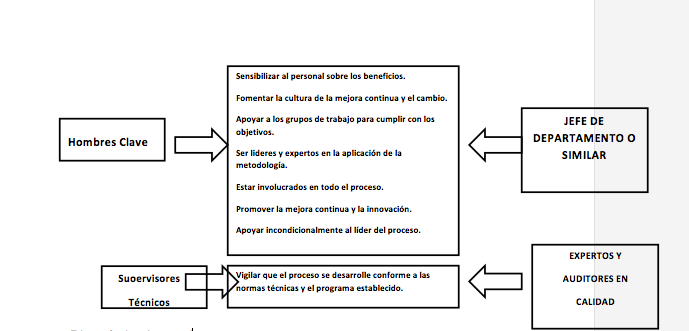 Sensibilizar al personal sobre los beneficios.
Fomentar la cultura de la mejora continua y el cambio.
Apoyar a los grupos de trabajo para cumplir con los
objetivos.
Ser lideres y expertos en la aplicación de la
metodología.
Estar involucrados en todo el proceso.
Promover la mejora continua y la innovación.
Apoyar incondicionalmente al líder del proceso.
Hombres Clave
JEFE DE
DEPARTAMENTO O
SIMILAR
Suoervisores
Técnicos
Vigilar que el proceso se desarrolle conforme a las
normas técnicas y el programa establecido.
EXPERTOS Y
AUDITORES EN
CALIDAD